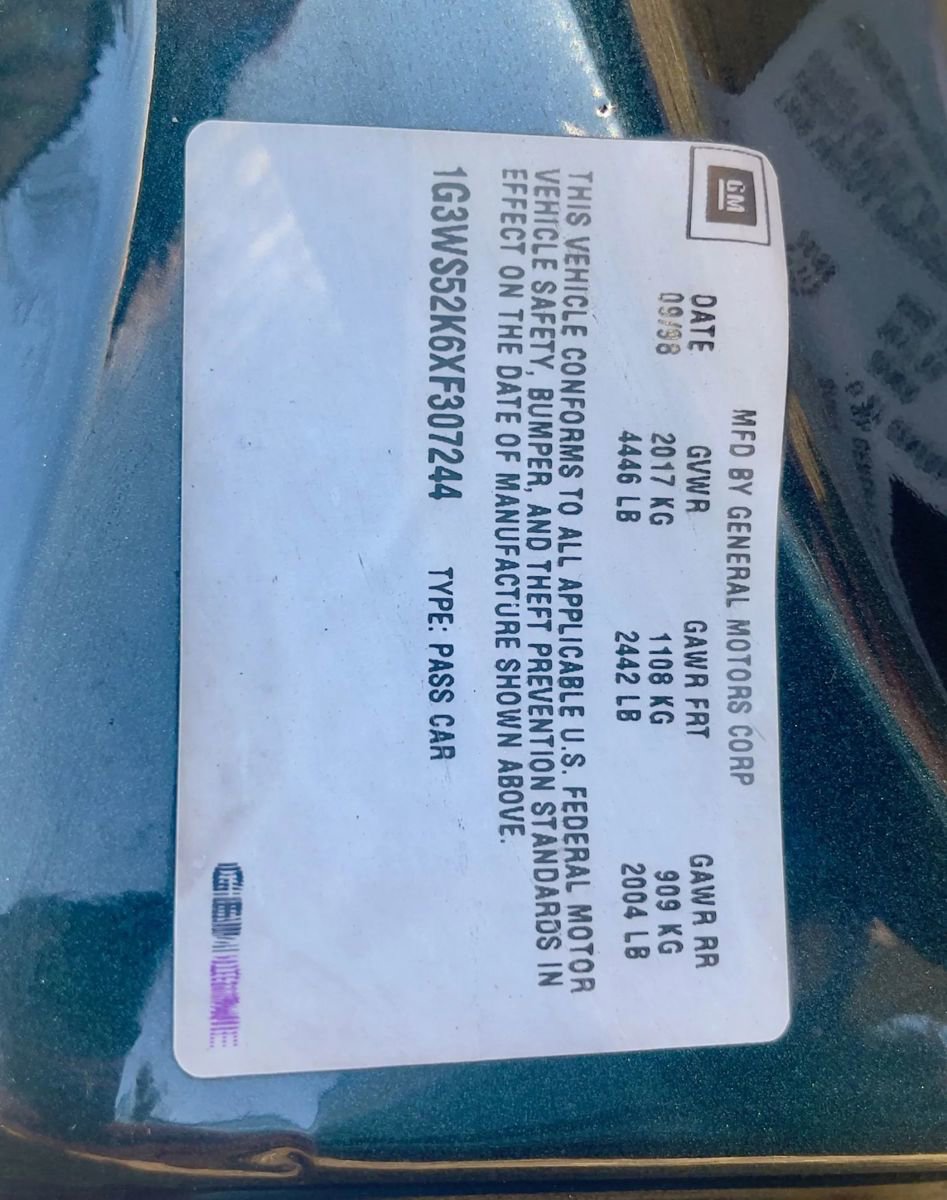 GM
MFD BY GENERAL MOTORS CORP
DATE GVWR GAWR FRT GAWR RR
09/98 2017 KG 1108 KG 909 KG
4446 LB 2442 LB 2004 LB
THIS VEHICLE CONFORMS TO ALL APPLICABLE U.S. FEDERAL MOTOR
VEHICLE SAFETY, BUMPER, AND THEFT PREVENTION STANDARDS IN
EFFECT ON THE DATE OF MANUFACTURE SHOWN ABOVE.
1G3WS52K6XF307244 TYPE: PASS CAR